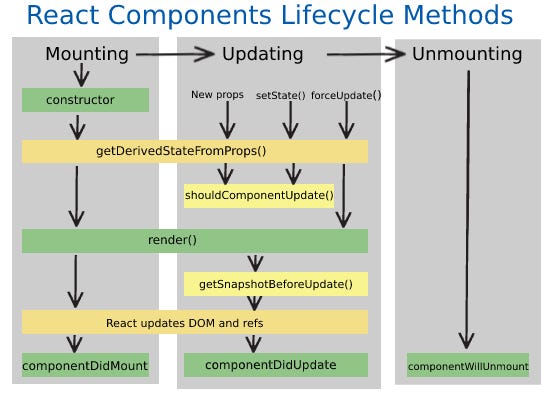 React Components Lifecycle Methods
Mounting
Updating
Unmounting
New props
setState()
forceUpdate()
constructor
getDerivedStateFromProps()
shouldComponentUpdate()
render()
getSnapshotBeforeUpdate()
React updates DOM and refs
componentDidMount
componentDidUpdate
componentWillUnmount